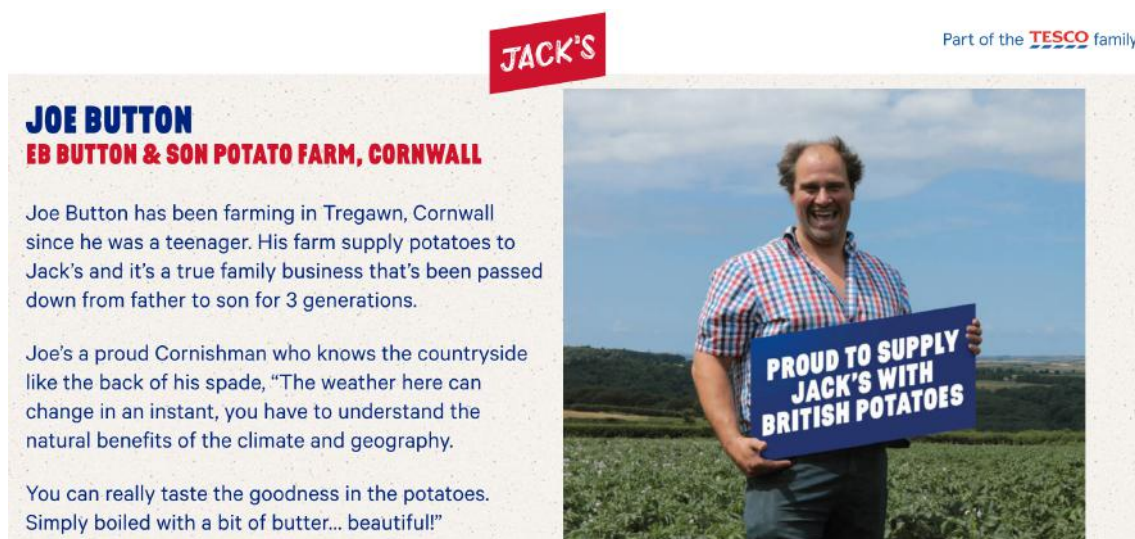 JACK'S
Part of the TESCO family
JOE BUTTON
EB BUTTON & SON POTATO FARM, CORNWALL
Joe Button has been farming in Tregawn, Cornwall
since he was a teenager. His farm supply potatoes to
Jack's and it's a true family business that's been passed
down from father to son for 3 generations.
Joe's a proud Cornishman who knows the countryside
like the back of his spade, “The weather here can
change in an instant, you have to understand the
natural benefits of the climate and geography.
You can really taste the goodness in the potatoes.
Simply boiled with a bit of butter... beautiful!”
PROUD TO SUPPLY
JACK'S WITH
BRITISH POTATOES